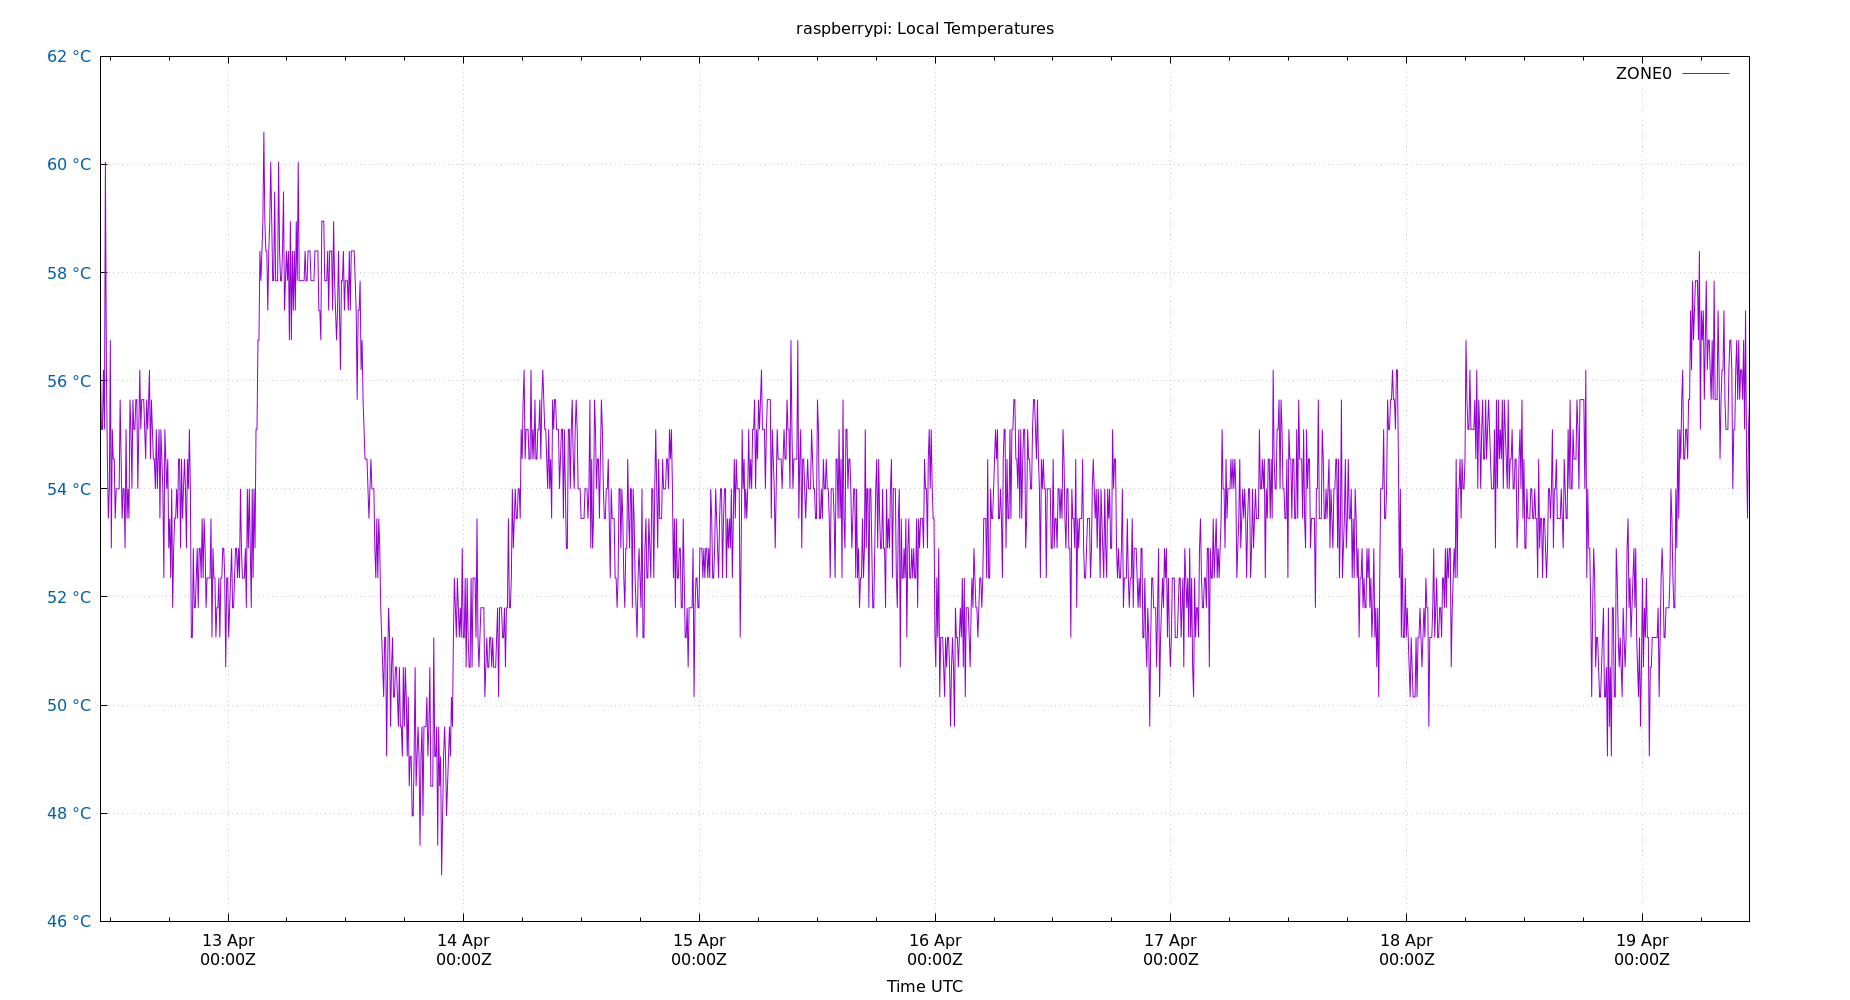 raspberrypi: Local Temperatures
62 °C
ZONE0
60 °C
58 °C
56 °C
54 °C
52 °C
50 °C
48 °C
46 °C
13 Apr 14 Apr 15 Apr 16 Apr 17 Apr 18 Apr 19 Apr
00:00Z 00:00Z 00:00Z 00:00Z 00:00Z 00:00Z 00:00Z
Time UTC